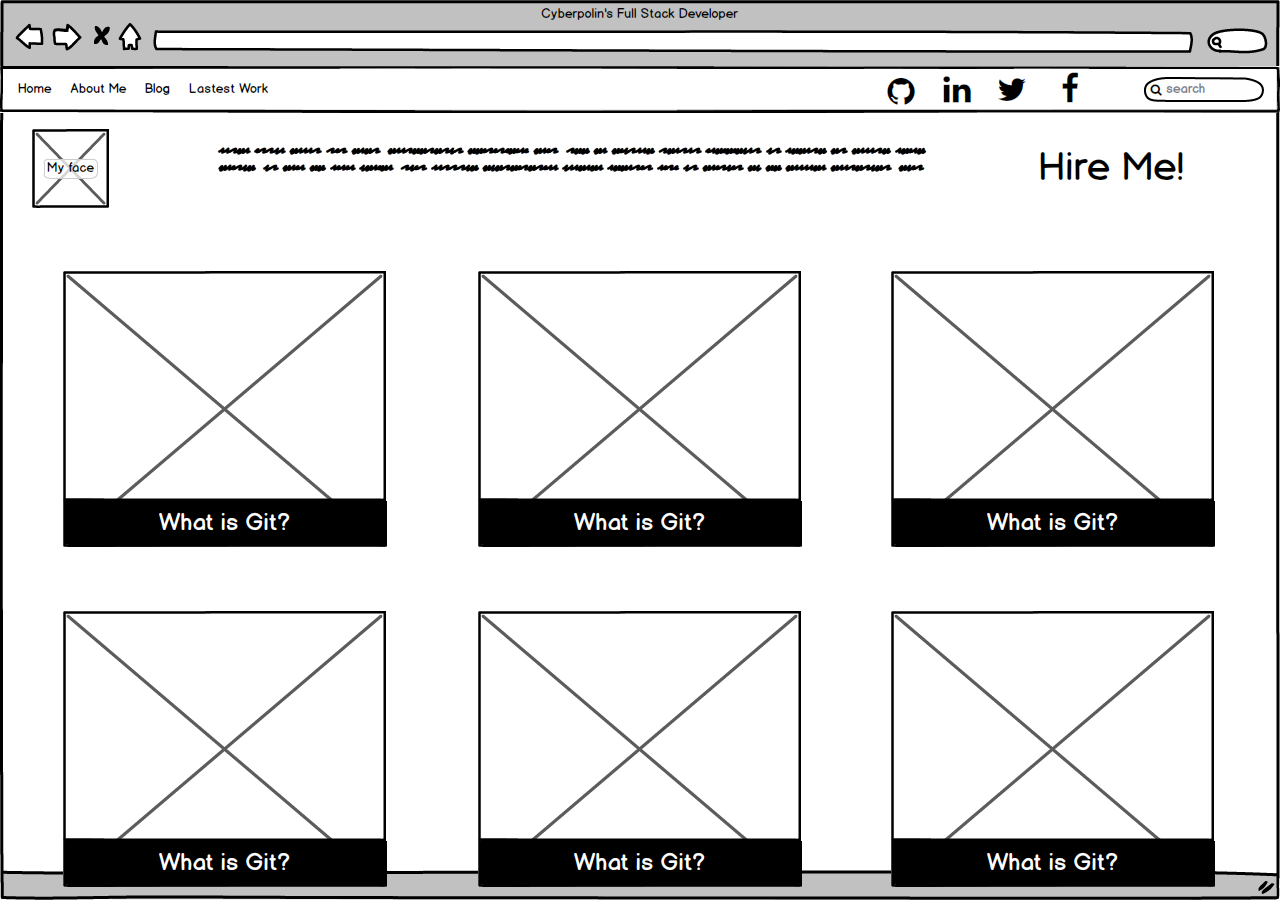 Cyberpolin's Full Stack Developer
Home About Me Blog Lastest Work
search
My face
Hire Me!
What is Git? What is Git? What is Git?
What is Git? What is Git? What is Git?